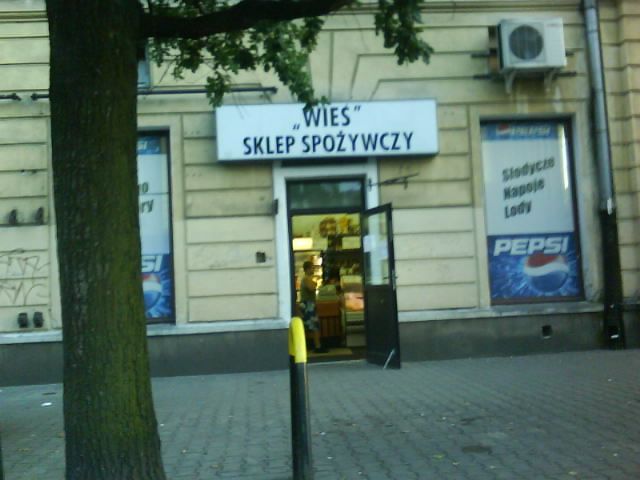 „WIEŚ”
SKLEP SPOŻYWCZY
PEPSI
Słodycze
Napoje
Lody
PEPSI